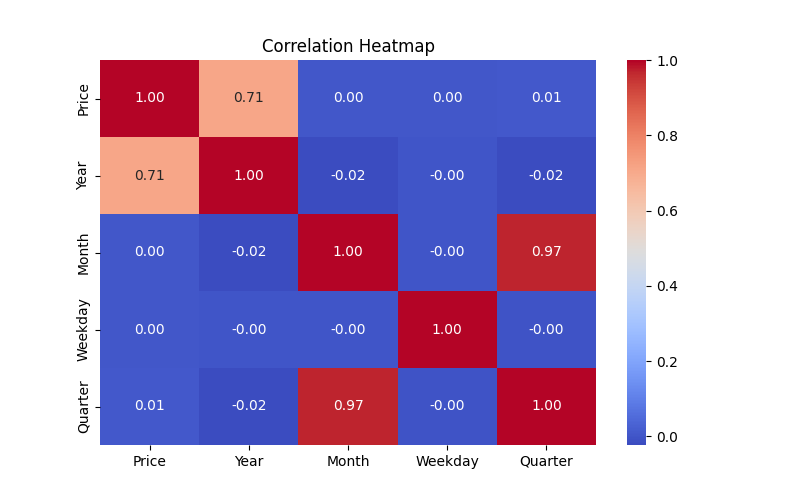 Correlation Heatmap
Price 1.00 0.71 0.00 0.00 0.01
Year 0.71 1.00 -0.02 -0.00 -0.02
Month 0.00 -0.02 1.00 -0.00 0.97
Weekday 0.00 -0.00 -0.00 1.00 -0.00
Quarter 0.01 -0.02 0.97 -0.00 1.00
Price Year Month Weekday Quarter
1.0
0.8
0.6
0.4
0.2
0.0